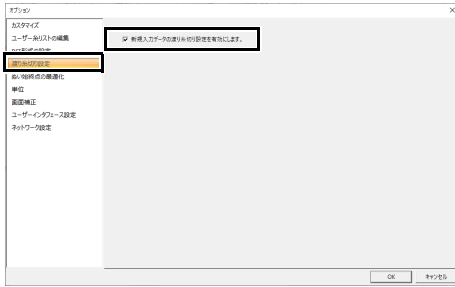 オプション
カスタマイズ
ユーザー糸リストの編集
渡り糸切り設定
新規入力データの渡り糸切り設定を有効にします。
ぬい始終点の最適化
単位
画面補正
ユーザーインタフェース設定
ネットワーク設定
OK
キャンセル